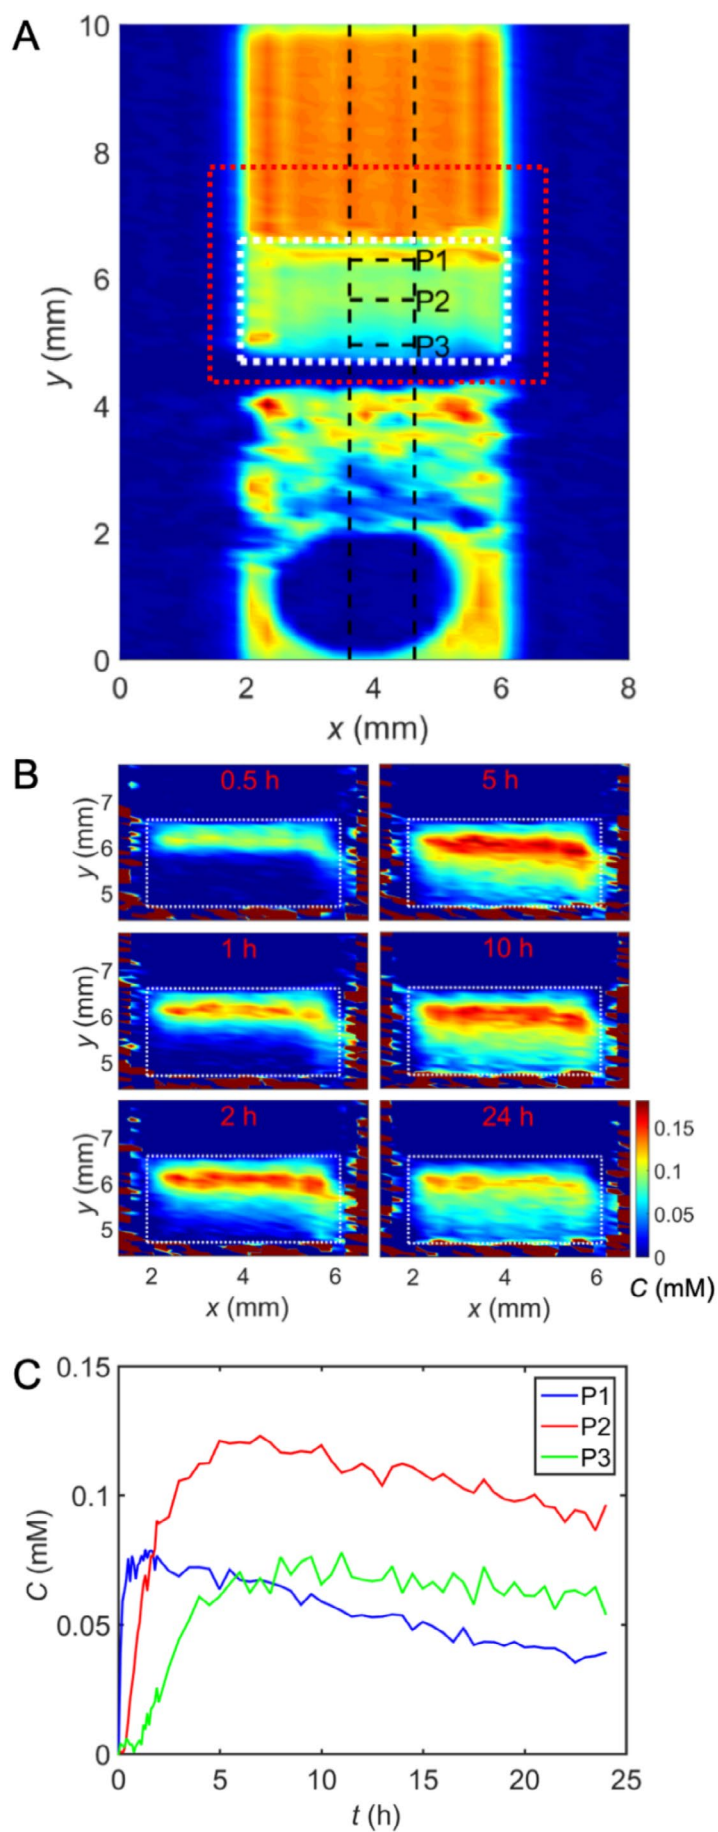 A
10
8
6
4
2
0
y (mm)
P1
P2
P3
0 2 4 6 8
x (mm)
B
0.5 h 5 h
7
6
5
y (mm)
1 h 10 h
7
6
5
y (mm)
2 h 24 h
7
6
5
y (mm)
0.15
0.1
0.05
0
C (mM)
2 4 6 2 4 6
x (mm) x (mm)
C
0.15
0.1
0.05
0
C (mM)
P1
P2
P3
0 5 10 15 20 25
t (h)